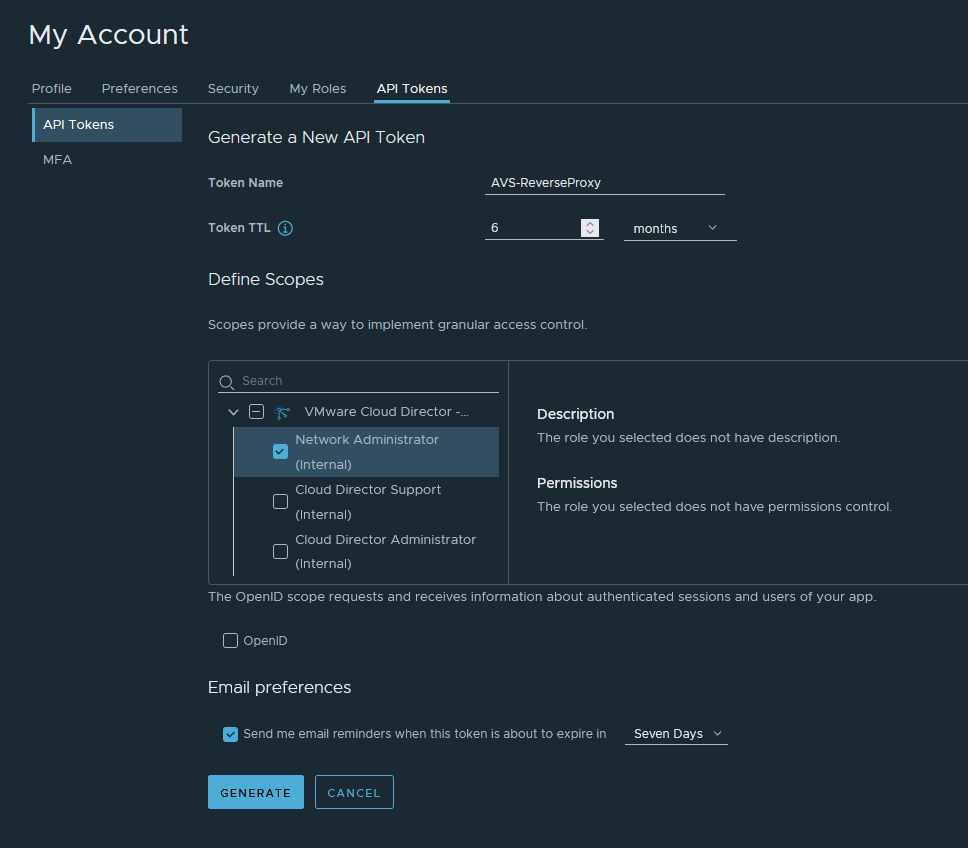 My Account
Profile Preferences Security My Roles API Tokens
API Tokens
MFA
Generate a New API Token
Token Name AVS-ReverseProxy
Token TTL 6 months
Define Scopes
Scopes provide a way to implement granular access control.
Search
VMware Cloud Director -...
Network Administrator
(Internal)
Cloud Director Support
(Internal)
Cloud Director Administrator
(Internal)
Description
The role you selected does not have description.
Permissions
The role you selected does not have permissions control.
The OpenID scope requests and receives information about authenticated sessions and users of your app.
OpenID
Email preferences
Send me email reminders when this token is about to expire in Seven Days
GENERATE CANCEL